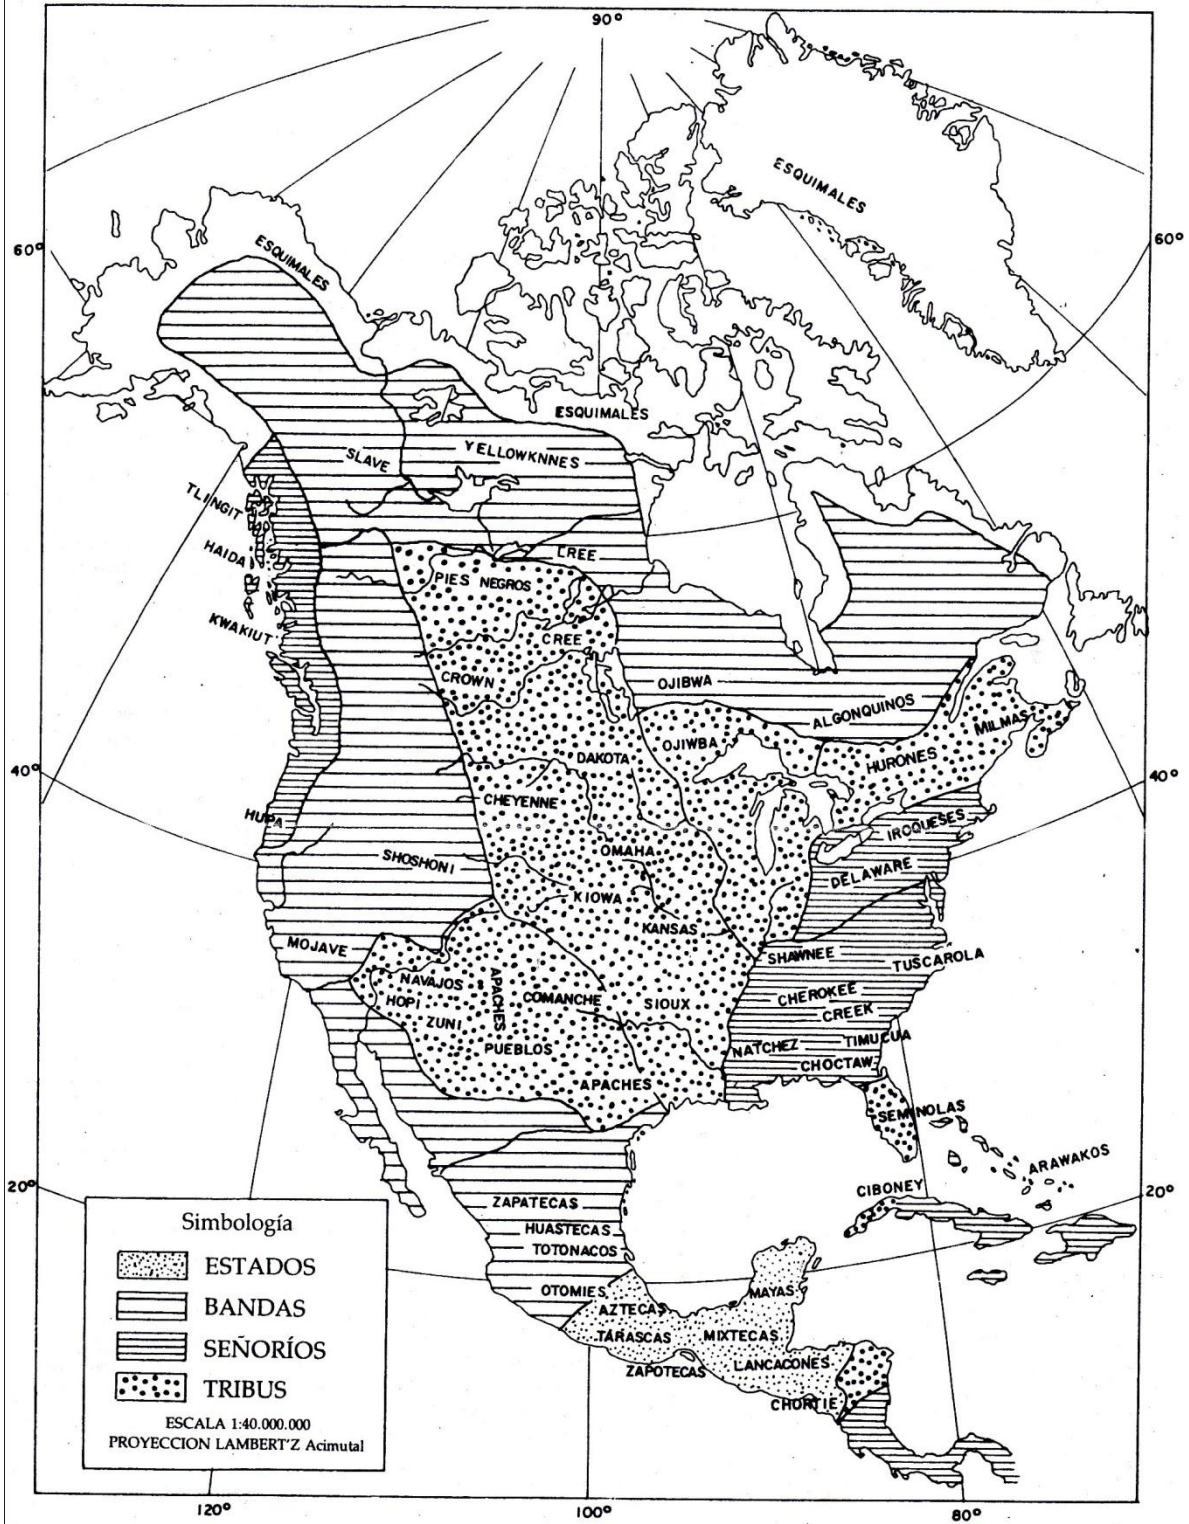 90°
ESQUIMALES
60°
60°
ESQUIMALES
ESQUIMALES
YELLOWKNNES
SLAVE
TLINGIT
HAIDA
CREE
PIES NEGROS
KWAKIUT
CREE
CROWN
OJIBWA
ALGONQUINOS
MILMAS
OJIWBA
HURONES
DAKOTA
40°
40°
CHEYENNE
HUPA
IROQUESES
OMAHA
SHOSHONI
DELAWARE
KIOWA
KANSAS
MOJAVE
SHAWNEE
TUSCAROLA
NAVAJOS
APACHES
HOPI
COMANCHE
SIOUX
CHEROKEE
CREEK
ZUNI
PUEBLOS
NATCHEZ
TIMUCUA
CHOCTAW
APACHES
SEMINOLAS
ARAWAKOS
CIBONEY
20°
20°
ZAPATECAS
HUASTECAS
TOTONACOS
OTOMIES
MAYAS
AZTECAS
TARASCAS
MIXTECAS
ZAPOTECAS
LANCACONES
CHORTIE
Simbología
ESTADOS
BANDAS
SEÑORÍOS
TRIBUS
ESCALA 1:40.000.000
PROYECCION LAMBERT'Z Acimutal
120°
100°
80°